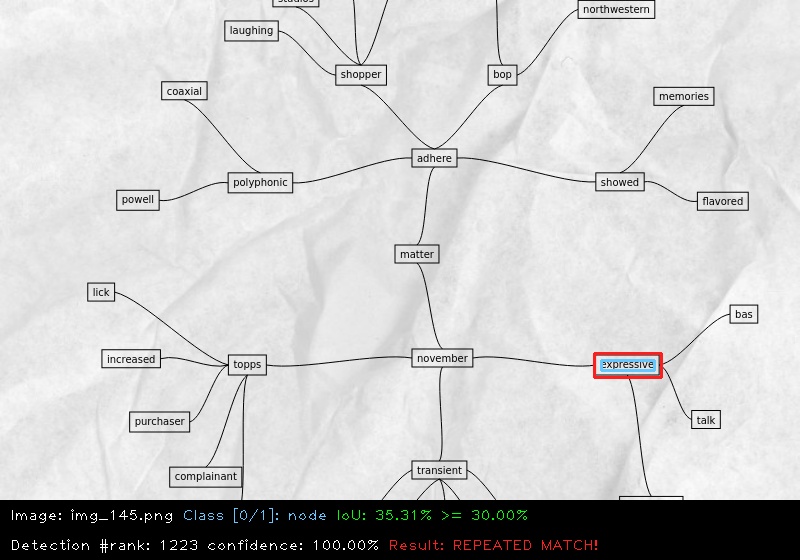 studios
northwestern
laughing
shopper
bop
coaxial
memories
adhere
polyphonic
showed
powell
flavored
matter
lick
bas
increased
topps
november
expressive
purchaser
talk
complainant
transient
Image: img_145.png Class [0/1]: node IoU: 35.31% >= 30.00%
Detection #rank: 1223 confidence: 100.00% Result: REPEATED MATCH!